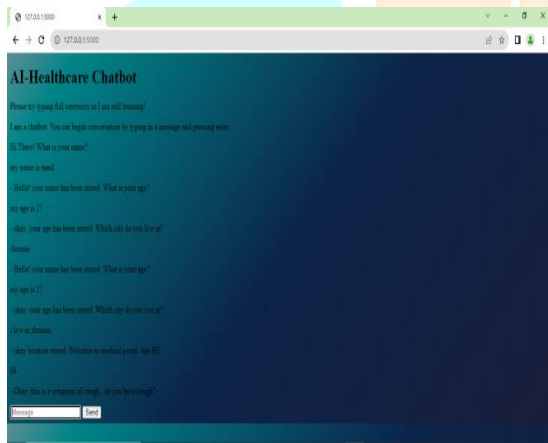 127.0.0.1:5000
127.0.0.1:5000
AI-Healthcare Chatbot
Please try typing full sentences as I am still learning!
I am a chatbot. You can begin conversation by typing in a message and pressing enter.
Hi There! What is your name?
my name is
- Hello! your name has been stored. What is your age?
my age is 27
- okay, your age has been stored. Which city do you live in?
chennai
- Hello! your name has been stored. What is your age?
my age is 27
- okay, your age has been stored. Which city do you live in?
i live in chennai
- okay location stored. Welcome to medical portal. Say Hi!
Hi
- Okay, this is a symptom of cough, do you have cough?
Message
Send